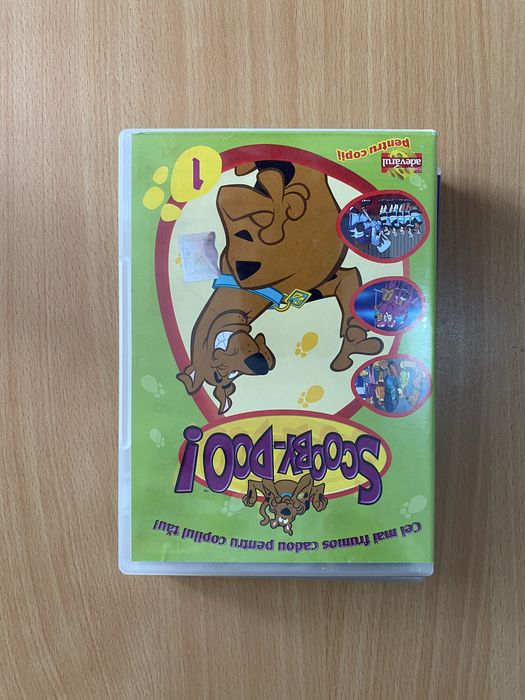 Cel mai frumos cadou pentru copilul tău!
SCOOBY-DOO!
1
adevărul
pentru copii